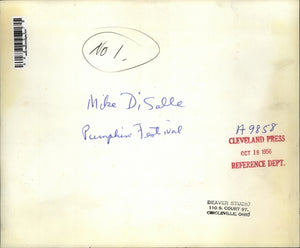 No 1.
Mike DiSalle
Pumpkin Festival
A9858
CLEVELAND PRESS
OCT 18 1956
REFERENCE DEPT.
BEAVER STUDIO
110 S. COURT ST.
CIRCLEVILLE, OHIO